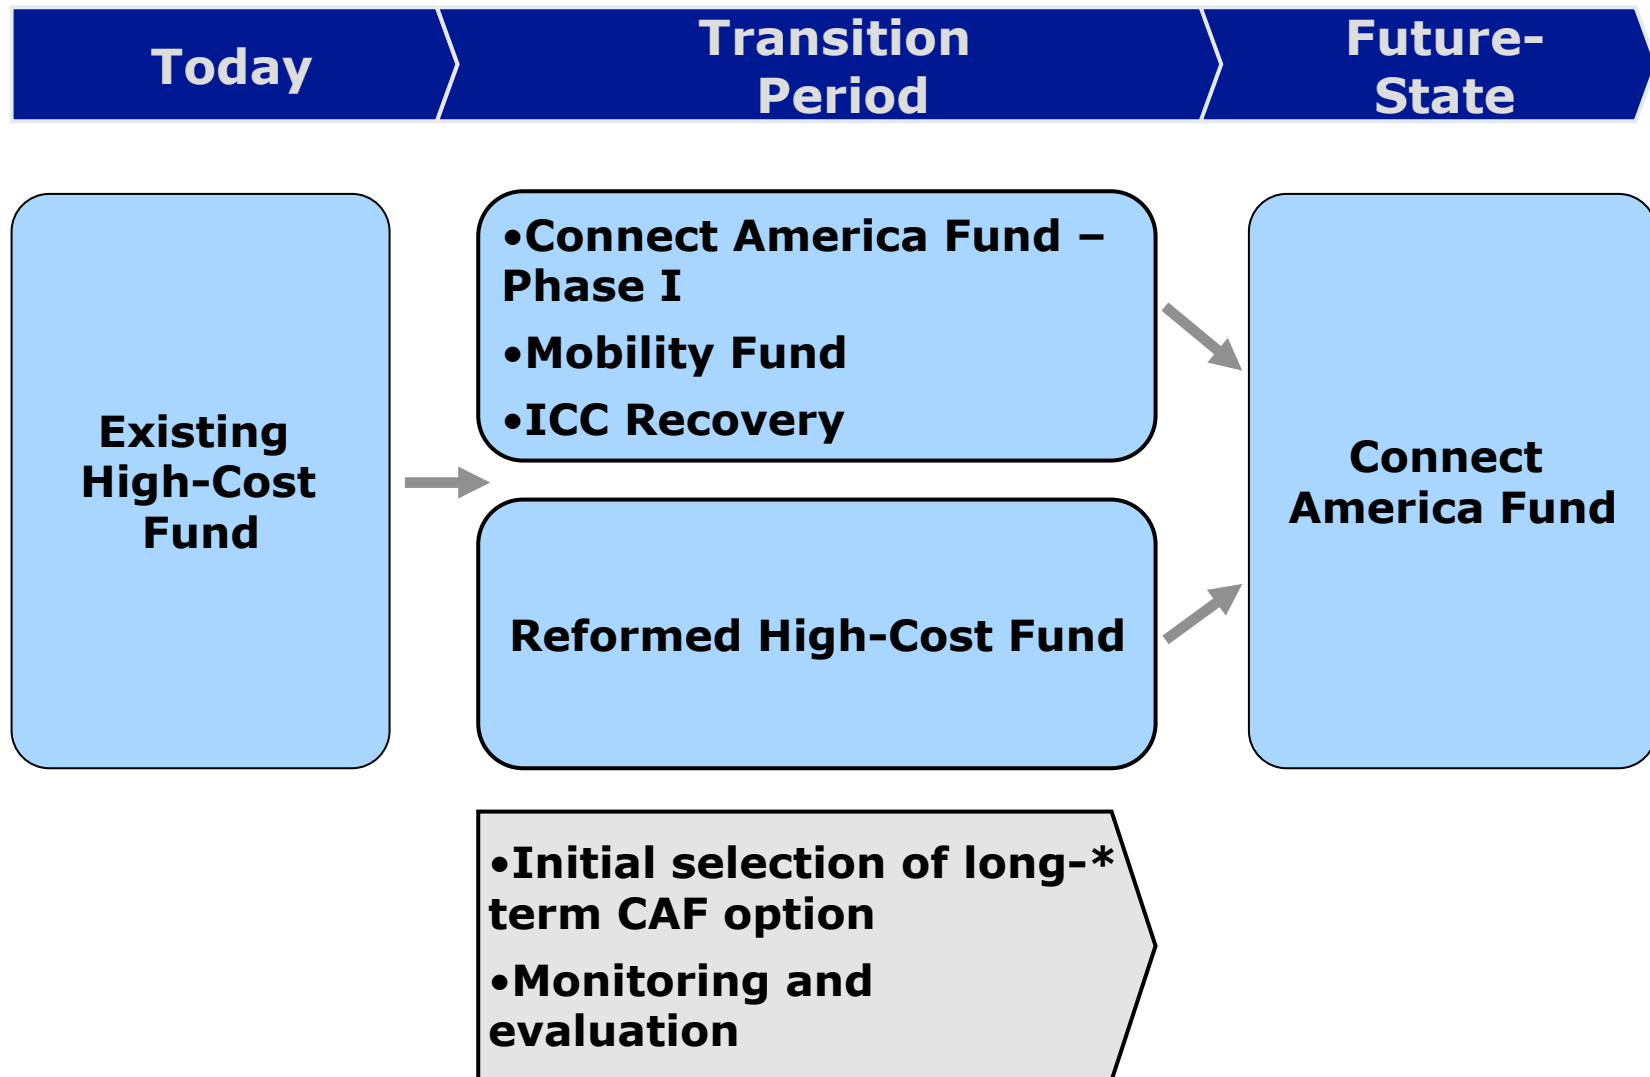 Today
Transition
Period
Future-
State
Existing
High-Cost
Fund
•Connect America Fund –
Phase I
•Mobility Fund
•ICC Recovery
Reformed High-Cost Fund
Connect
America Fund
•Initial selection of long-*
term CAF option
•Monitoring and
evaluation